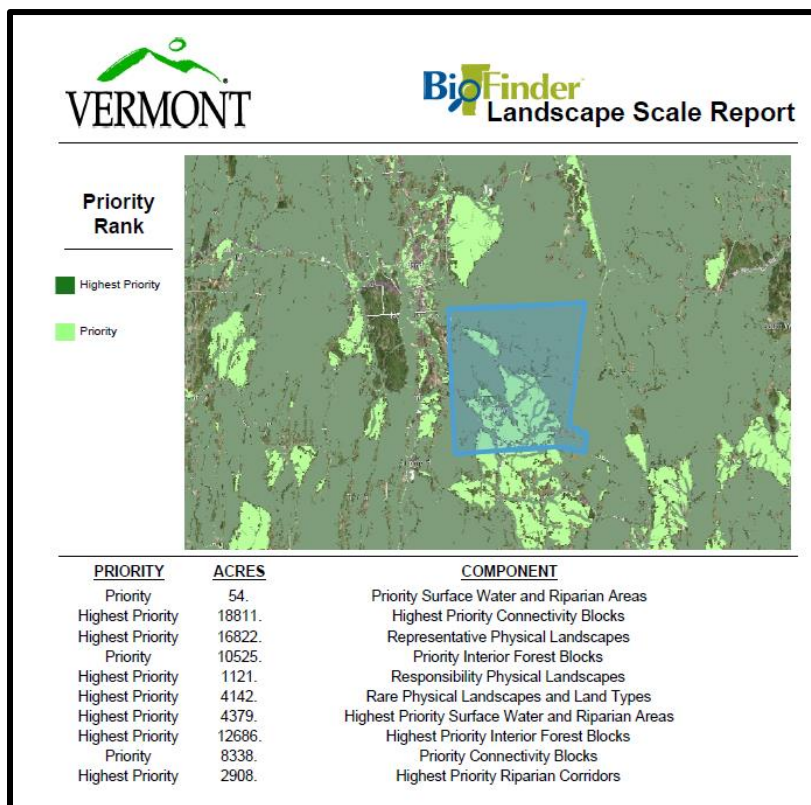 VERMONT
BioFinder
Landscape Scale Report
Priority
Rank
Highest Priority
Priority
PRIORITY ACRES COMPONENT
Priority 54. Priority Surface Water and Riparian Areas
Highest Priority 18811. Highest Priority Connectivity Blocks
Highest Priority 16822. Representative Physical Landscapes
Priority 10525. Priority Interior Forest Blocks
Highest Priority 1121. Responsibility Physical Landscapes
Highest Priority 4142. Rare Physical Landscapes and Land Types
Highest Priority 4379. Highest Priority Surface Water and Riparian Areas
Highest Priority 12686. Highest Priority Interior Forest Blocks
Priority 8338. Priority Connectivity Blocks
Highest Priority 2908. Highest Priority Riparian Corridors